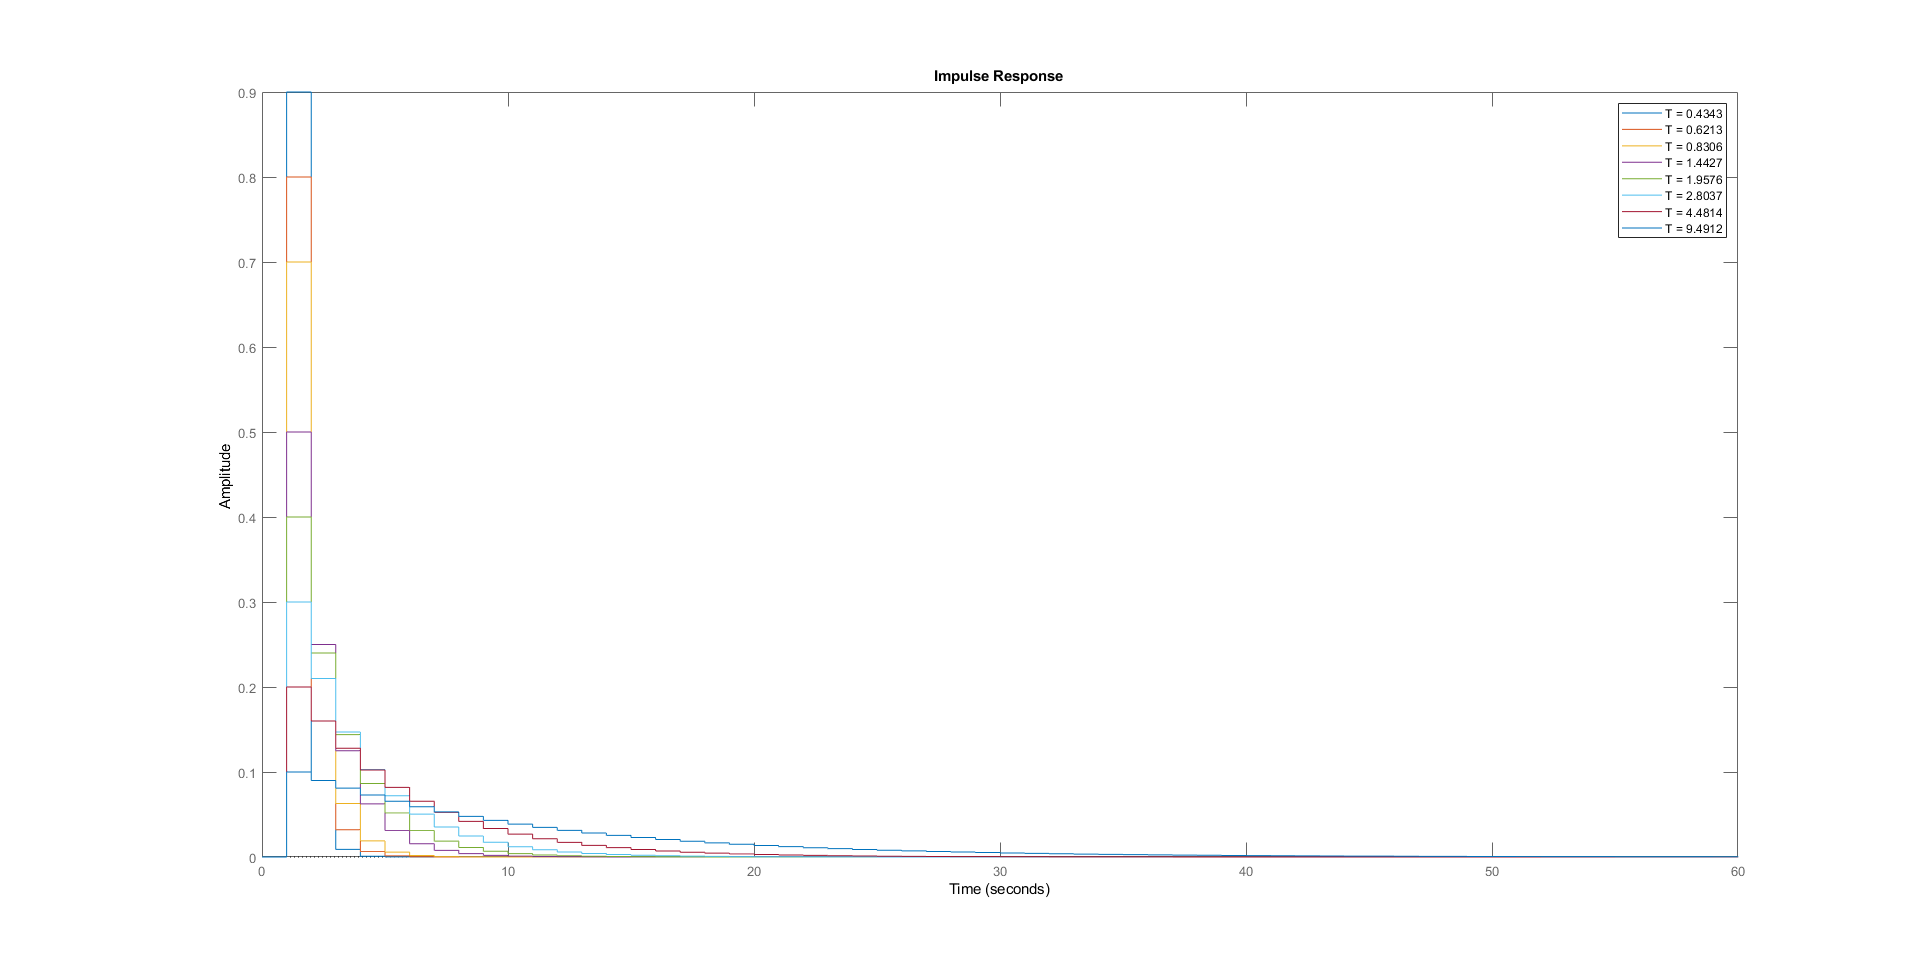 Impulse Response
0.9
0.8
0.7
0.6
0.5
0.4
0.3
0.2
0.1
0
Amplitude
T = 0.4343
T = 0.6213
T = 0.8306
T = 1.4427
T = 1.9576
T = 2.8037
T = 4.4814
T = 9.4912
0 10 20 30 40 50 60
Time (seconds)